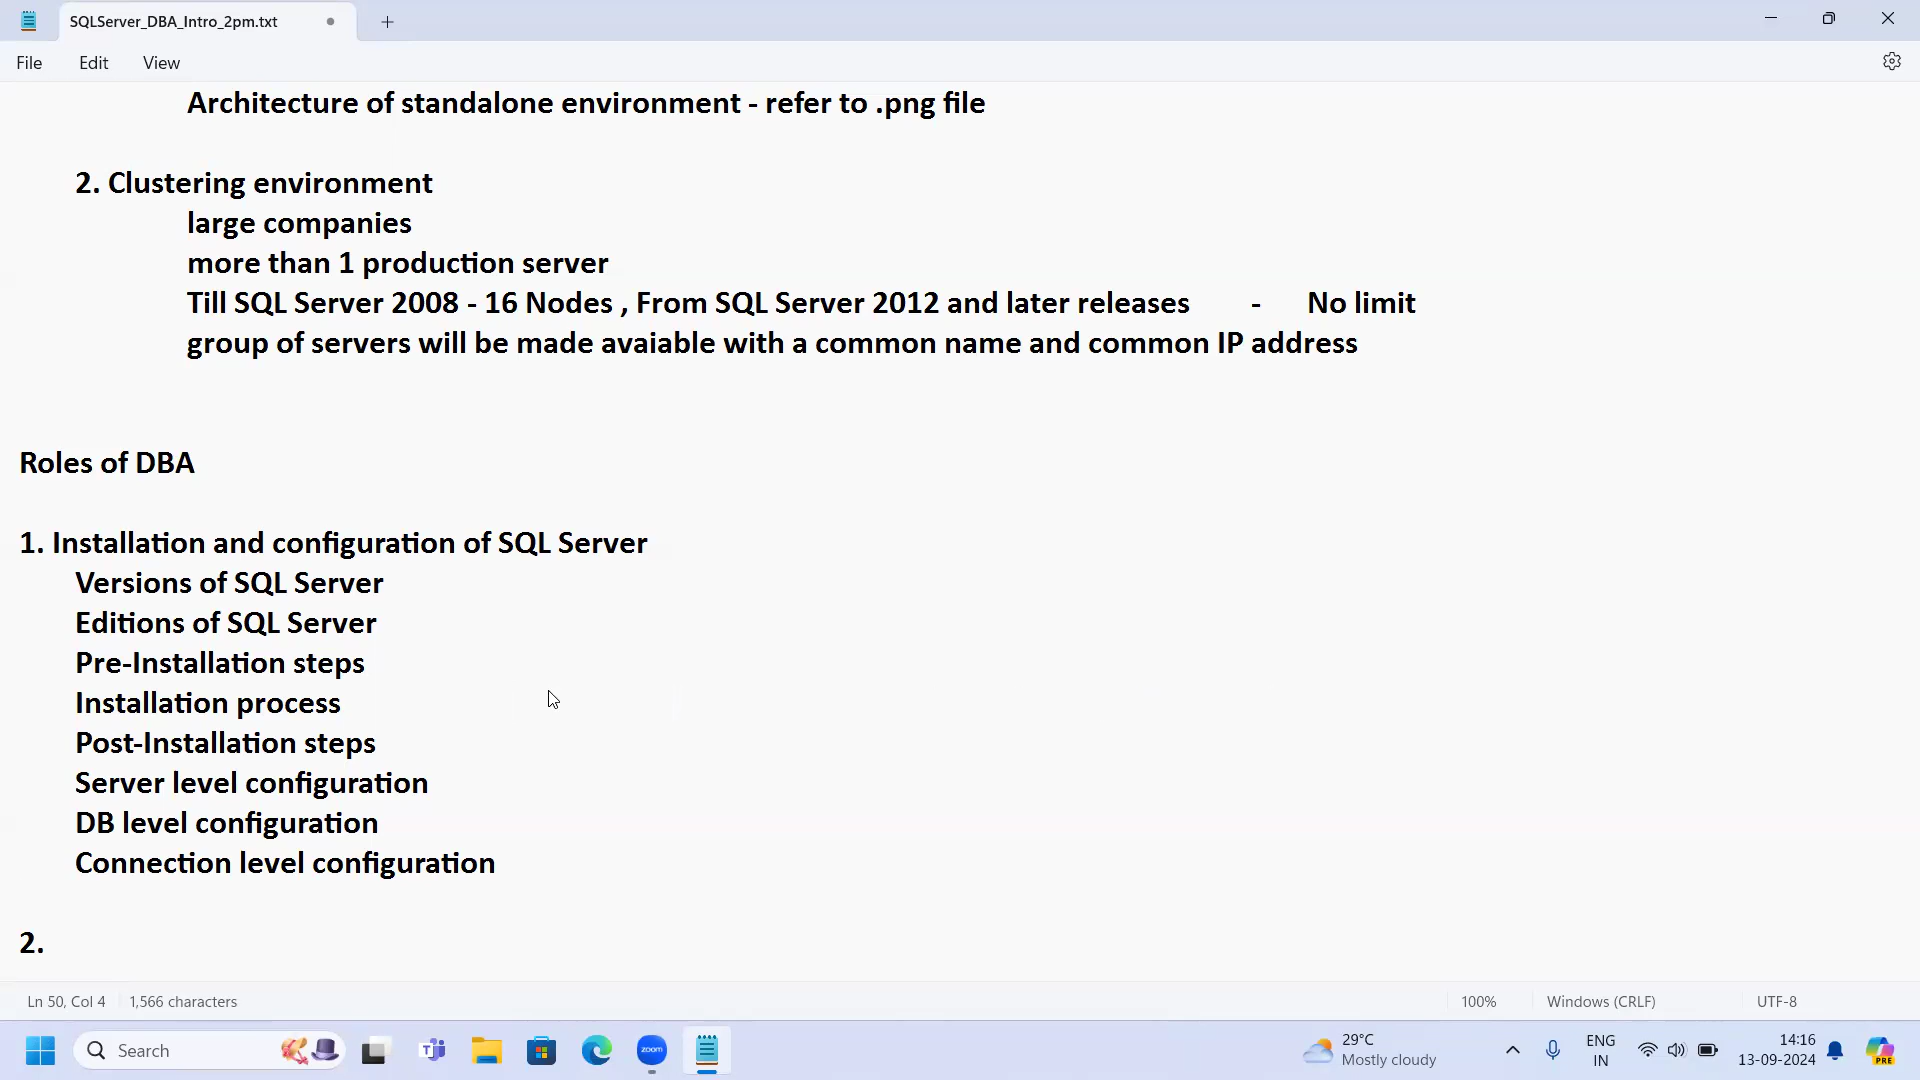 SQLServer_DBA_Intro_2pm.txt
File Edit View
Architecture of standalone environment - refer to .png file
2. Clustering environment
large companies
more than 1 production server
Till SQL Server 2008 - 16 Nodes , From SQL Server 2012 and later releases - No limit
group of servers will be made avaiable with a common name and common IP address
Roles of DBA
1. Installation and configuration of SQL Server
Versions of SQL Server
Editions of SQL Server
Pre-Installation steps
Installation process
Post-Installation steps
Server level configuration
DB level configuration
Connection level configuration
2.
Ln 50, Col 4 1,566 characters 100% Windows (CRLF) UTF-8
Search zoom 29°C Mostly cloudy ENG IN 14:16 13-09-2024 PRE